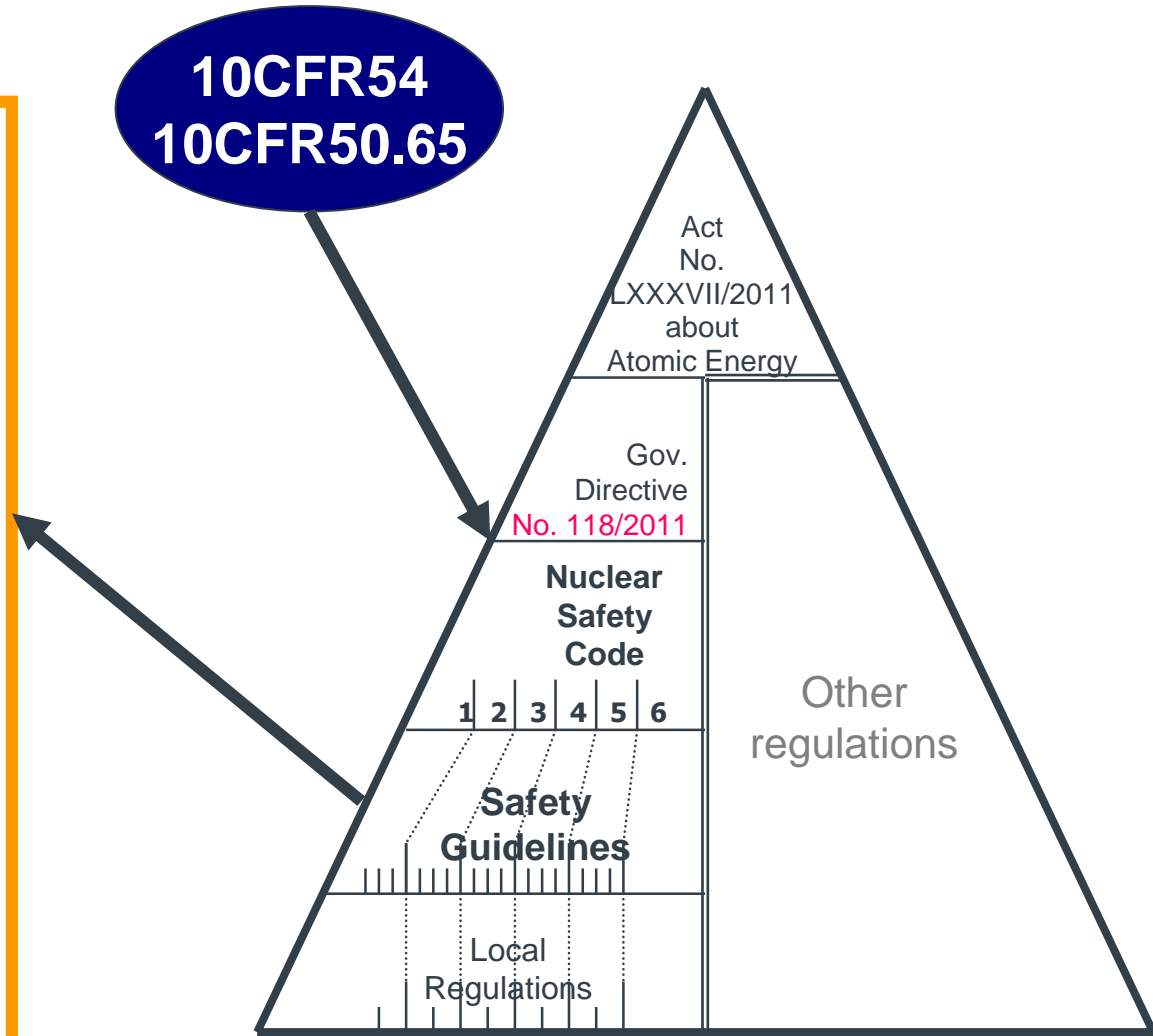 10CFR54
10CFR50.65
Act
No.
LXXXVII/2011
about
Atomic Energy
Gov.
Directive
No. 118/2011
Nuclear
Safety
Code
1 2 3 4 5 6
Other
regulations
Safety
Guidelines
Local
Regulations